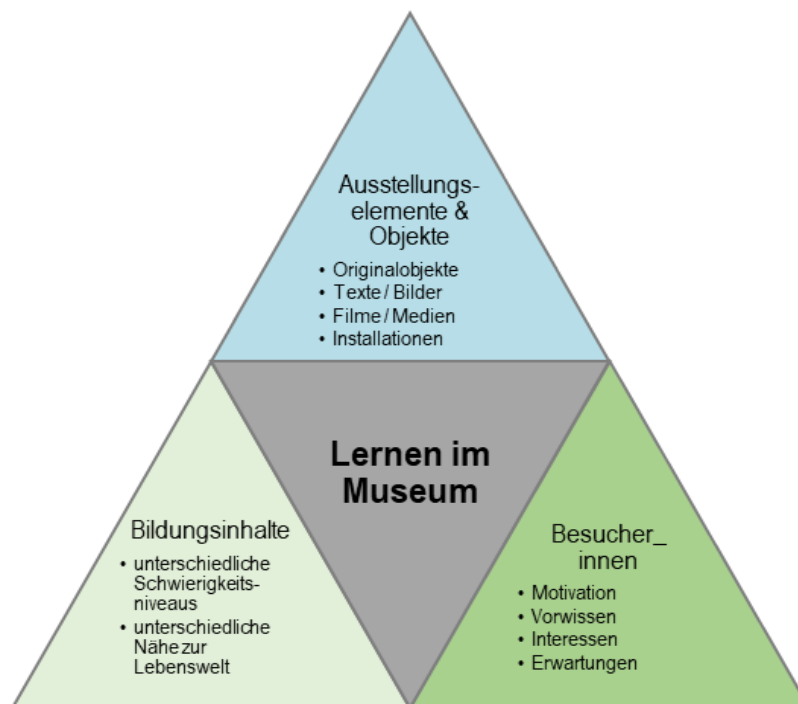 Ausstellungs-
elemente &
Objekte
• Originalobjekte
• Texte / Bilder
• Filme / Medien
• Installationen
Lernen im
Museum
Bildungsinhalte
• unterschiedliche
Schwierigkeits-
niveaus
• unterschiedliche
Nähe zur
Lebenswelt
Besucher_
innen
• Motivation
• Vorwissen
• Interessen
• Erwartungen